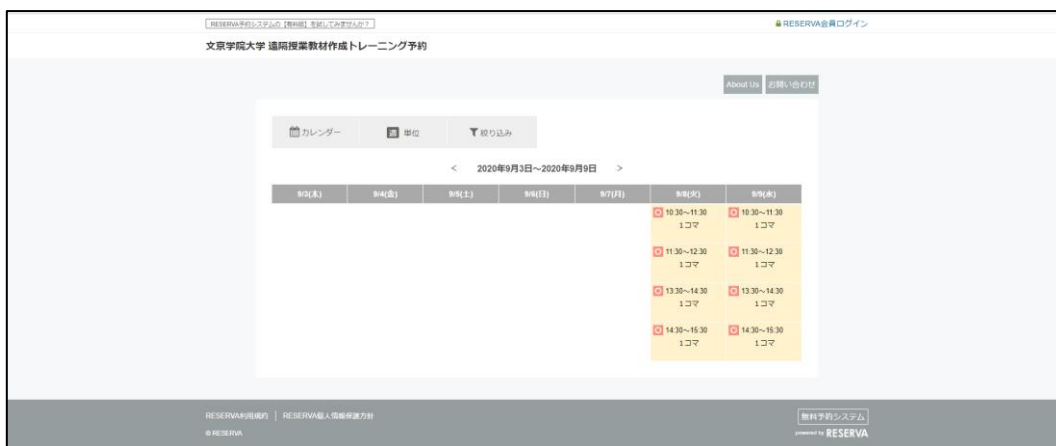 RESERVA予約システムの【有料版】を試してみませんか？
RESERVA会員ログイン
文京学院大学 遠隔授業教材作成トレーニング予約
About Us お問い合わせ
カレンダー 週 単位 絞り込み
< 2020年9月3日～2020年9月9日 >
9/3(木) 9/4(金) 9/5(土) 9/6(日) 9/7(月) 9/8(火) 9/9(水)
10:30～11:30 10:30～11:30
1コマ 1コマ
11:30～12:30 11:30～12:30
1コマ 1コマ
13:30～14:30 13:30～14:30
1コマ 1コマ
14:30～15:30 14:30～15:30
1コマ 1コマ
RESERVA利用規約 | RESERVA個人情報保護方針
無料予約システム
© RESERVA
powered by RESERVA